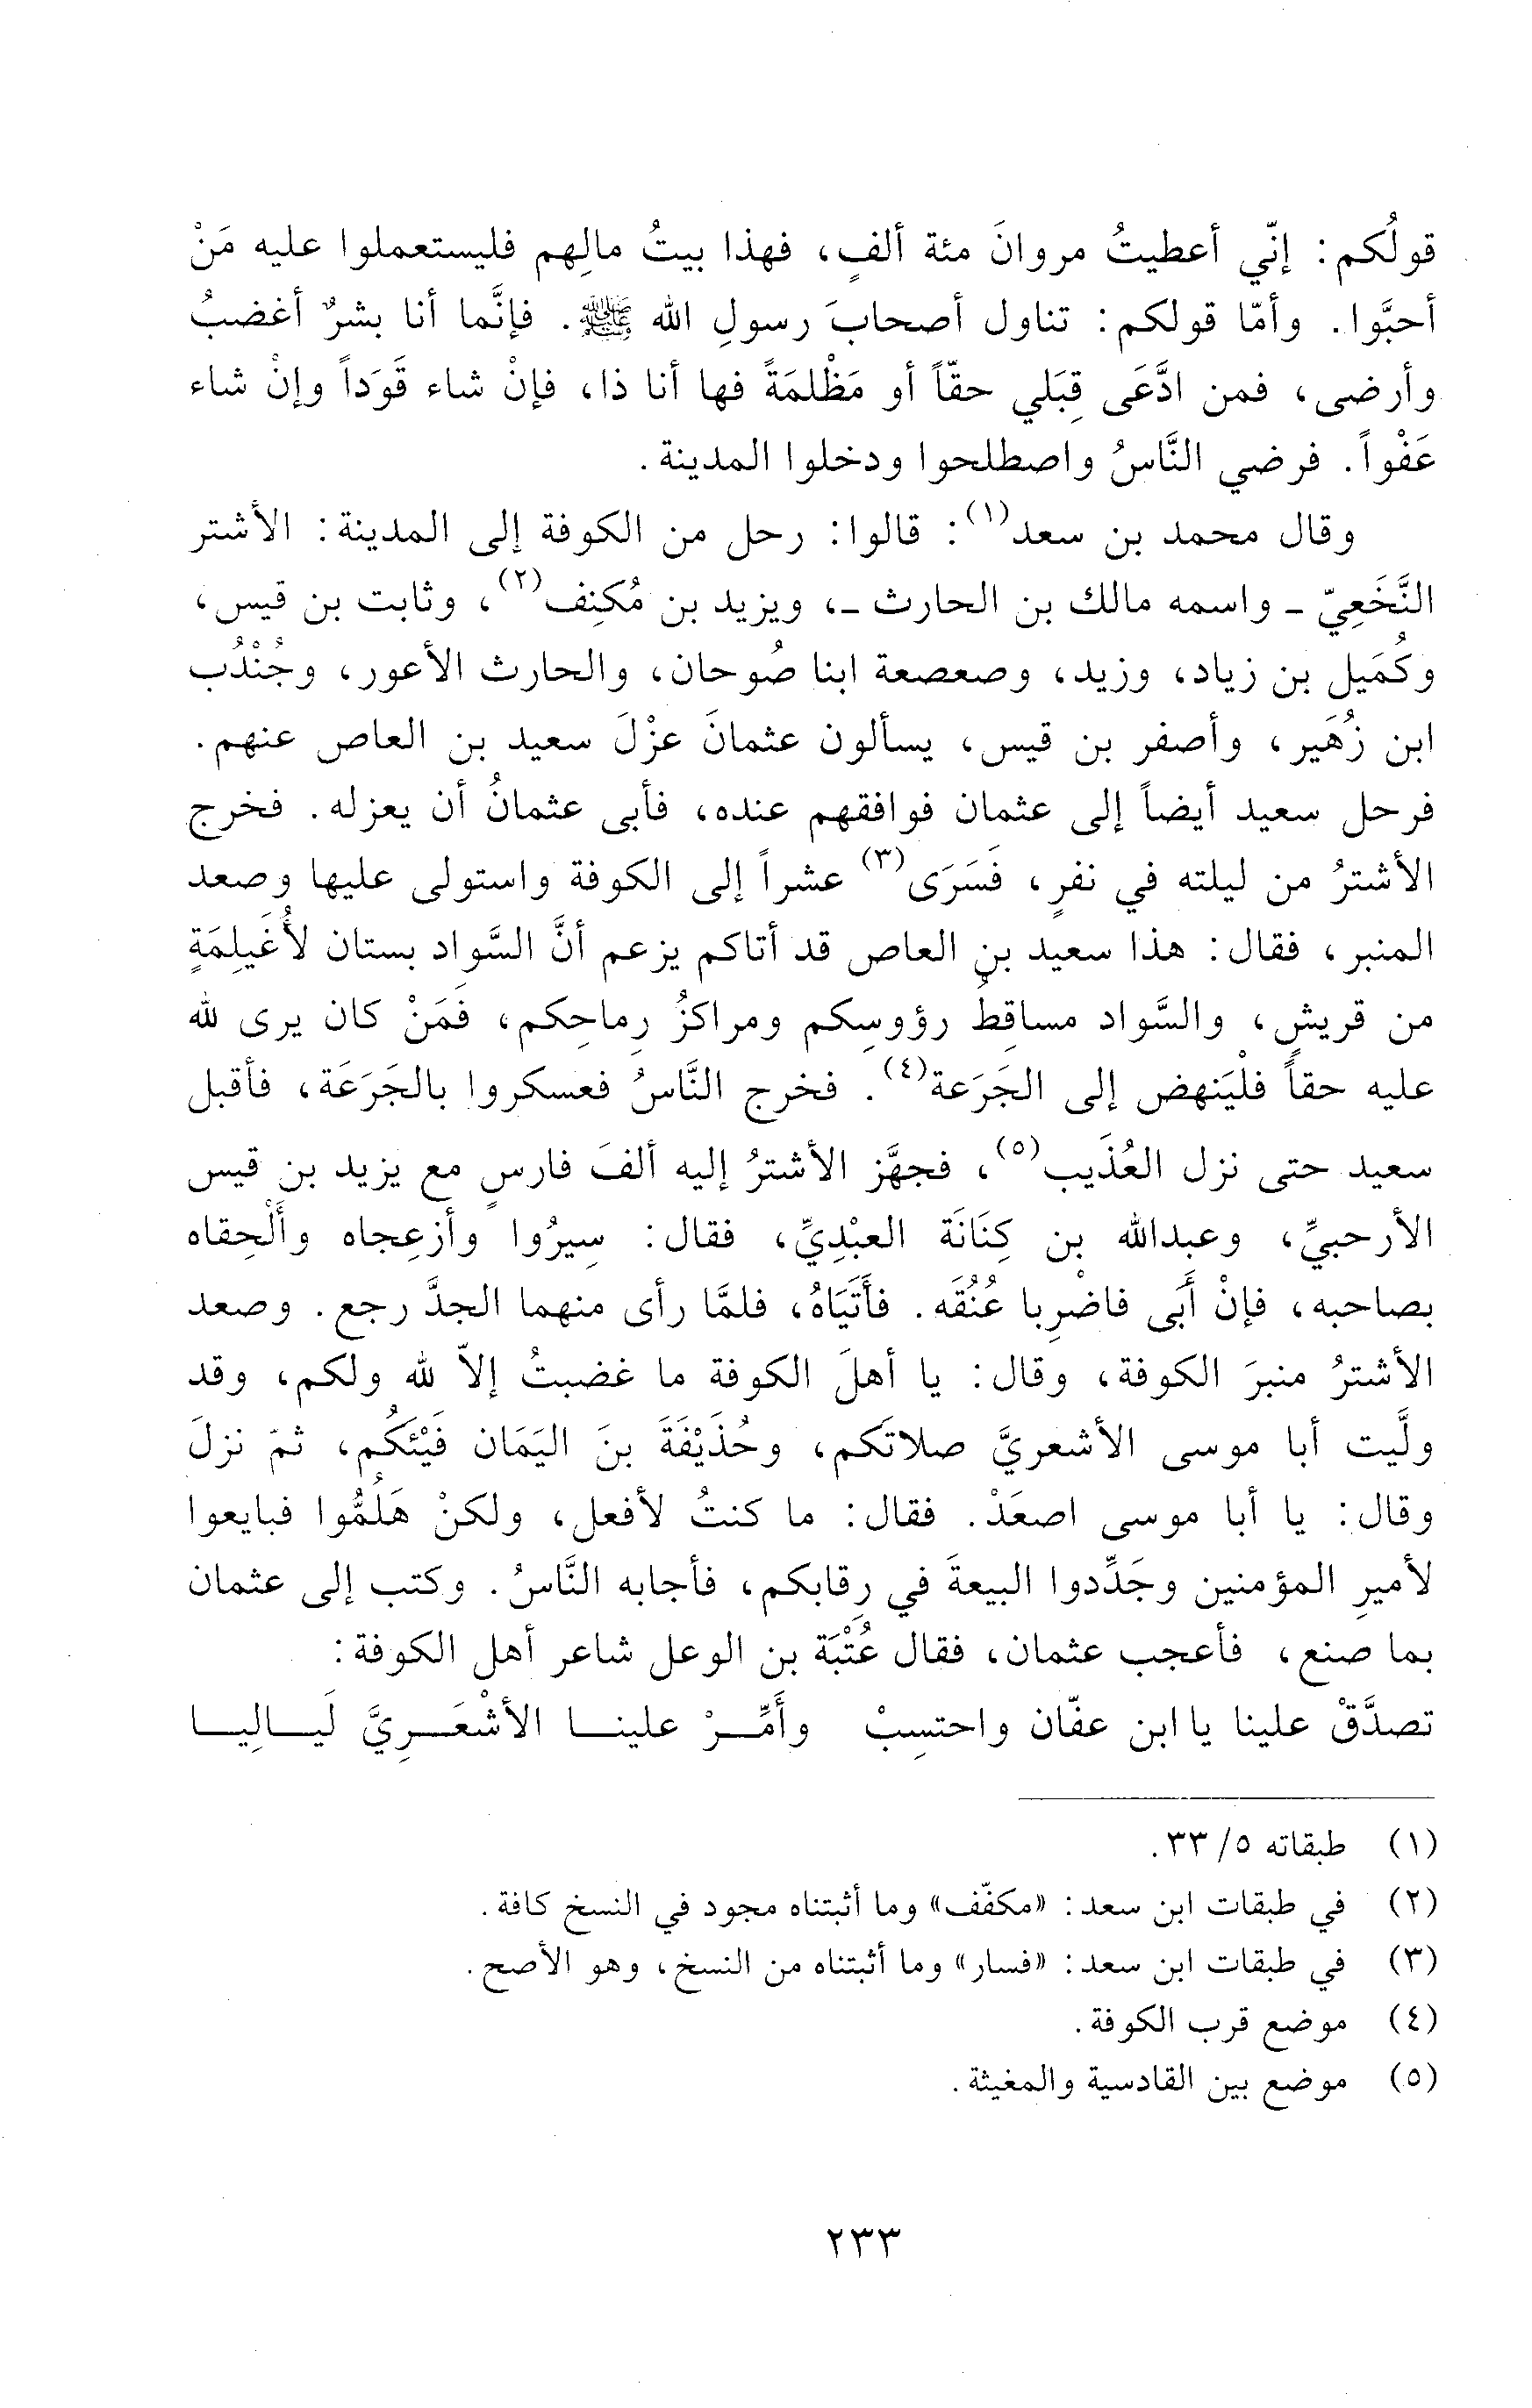 قولُكم: إنّي أعطيتُ مروانَ مئة ألفٍ، فهذا بيتُ مالِهم فليستعملوا عليه مَنْ
أحبَّوا. وأمّا قولكم: تناول أصحابَ رسولِ الله ﷺ. فإنَّما أنا بشرٌ أغضبُ
وأرضى، فمن ادَّعَى قِبَلي حقّاً أو مَظْلمَةً فها أنا ذا، فإنْ شاء قَوَداً وإنْ شاء
عَفْواً. فرضي النَّاسُ واصطلحوا ودخلوا المدينة.
وقال محمد بن سعد(١): قالوا: رحل من الكوفة إلى المدينة: الأشتر
النَّخَعِيّ - واسمه مالك بن الحارث -، ويزيد بن مُكنِف(٢)، وثابت بن قيس،
وكُمَيل بن زياد، وزيد، وصعصعة ابنا صُوحان، والحارث الأعور، وجُنْدُب
ابن زُهَير، وأصفر بن قيس، يسألون عثمانَ عزْلَ سعيد بن العاص عنهم.
فرحل سعيد أيضاً إلى عثمان فوافقهم عنده، فأبى عثمانُ أن يعزله. فخرج
الأشترُ من ليلته في نفرٍ، فَسَرَى(٣) عشراً إلى الكوفة واستولى عليها وصعد
المنبر، فقال: هذا سعيد بن العاص قد أتاكم يزعم أنَّ السَّواد بستان لأُغَيلِمَةٍ
من قريشٍ، والسَّواد مساقِطُ رؤوسِكم ومراكزُ رِماحِكم، فَمَنْ كان يرى لله
عليه حقاً فلْيَنهض إلى الجَرَعة(٤). فخرج النَّاسُ فعسكروا بالجَرَعَة، فأقبل
سعيد حتى نزل العُذَيب(٥)، فجهَّز الأشترُ إليه ألفَ فارسٍ مع يزيد بن قيس
الأرحبيِّ، وعبدالله بن كِنَانَة العبْدِيِّ، فقال: سِيرُوا وأزعِجاه وأَلْحِقاه
بصاحبه، فإنْ أَبَى فاضْرِبا عُنُقَه. فأَتَيَاهُ، فلمَّا رأى منهما الجدَّ رجع. وصعد
الأشترُ منبرَ الكوفة، وقال: يا أهلَ الكوفة ما غضبتُ إلاّ لله ولكم، وقد
ولَّيت أبا موسى الأشعريَّ صلاتَكم، وحُذَيْفَةَ بنَ اليَمَان فَيْئَكُم، ثمّ نزلَ
وقال: يا أبا موسى اصعَدْ. فقال: ما كنتُ لأفعل، ولكنْ هَلُمُّوا فبايعوا
لأميرِ المؤمنين وجَدِّدوا البيعةَ في رِقابكم، فأجابه النَّاسُ. وكتب إلى عثمان
بما صنع، فأعجب عثمان، فقال عُتْبَة بن الوعل شاعر أهل الكوفة:
تصدَّقْ علينا يا ابن عفّان واحتسِبْ وأَمِّرْ علينا الأشْعَرِيَّ لَيالِيا
(١) طبقاته ٥/ ٣٣.
(٢) في طبقات ابن سعد: «مكفّف» وما أثبتناه مجود في النسخ كافة.
(٣) في طبقات ابن سعد: «فسار» وما أثبتناه من النسخ، وهو الأصح.
(٤) موضع قرب الكوفة.
(٥) موضع بين القادسية والمغيثة.
٢٣٣